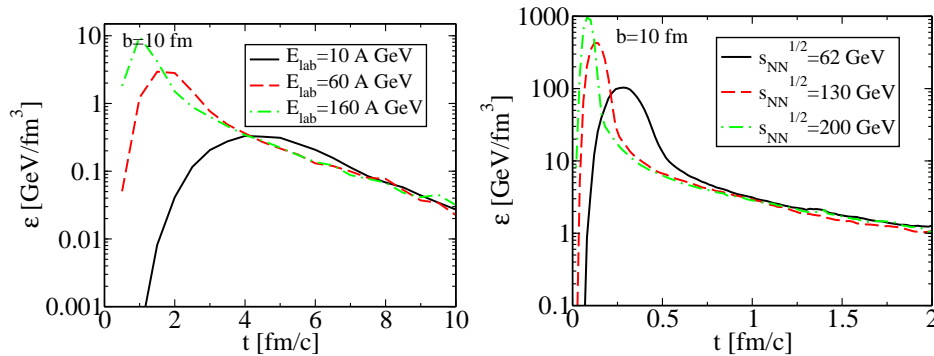 b=10 fm
E_lab=10 A GeV
E_lab=60 A GeV
E_lab=160 A GeV
ε [GeV/fm³]
10
1
0.1
0.01
0.001
0 2 4 6 8 10
t [fm/c]
b=10 fm
s_NN^1/2=62 GeV
s_NN^1/2=130 GeV
s_NN^1/2=200 GeV
ε [GeV/fm³]
1000
100
10
1
0.1
0 0.5 1 1.5 2
t [fm/c]